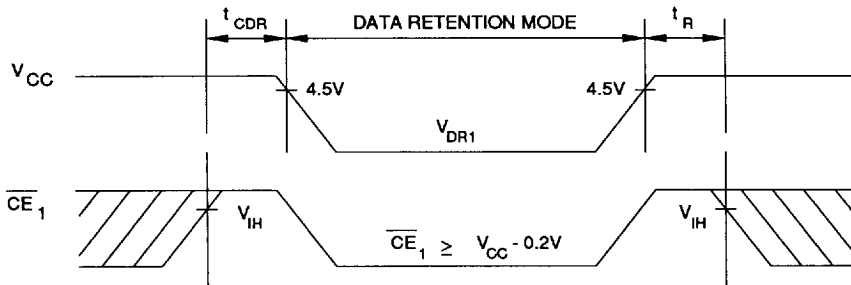 t CDR DATA RETENTION MODE t R
V CC 4.5V 4.5V
V DR1
CE 1 V IH V IH
CE 1 ≥ V CC - 0.2V